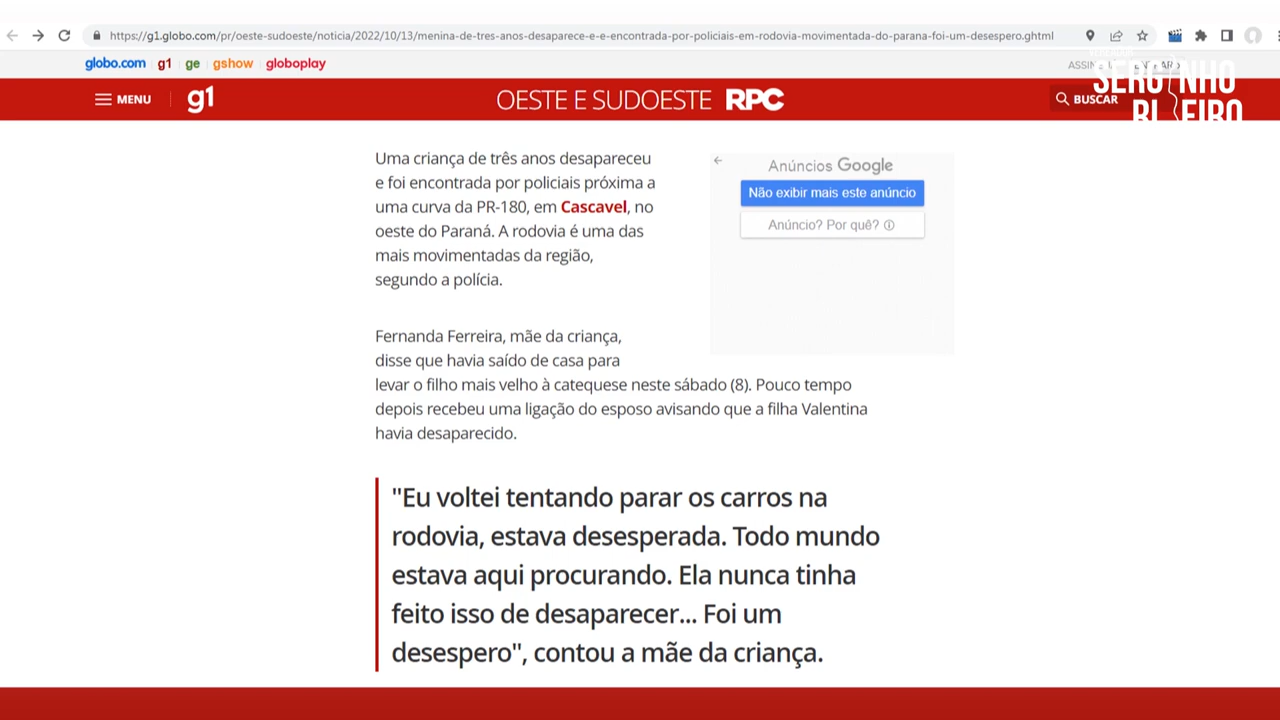 https://g1.globo.com/pr/oeste-sudoeste/noticia/2022/10/13/menina-de-tres-anos-desaparece-e-e-encontrada-por-policiais-em-rodovia-movimentada-do-parana-foi-um-desespero.ghtml
globo.com g1 ge gshow globoplay
MENU g1 OESTE E SUDOESTE RPC BUSCAR
SERGINHO
RIBEIRO
Uma criança de três anos desapareceu
e foi encontrada por policiais próxima a
uma curva da PR-180, em Cascavel, no
oeste do Paraná. A rodovia é uma das
mais movimentadas da região,
segundo a polícia.
Anúncios Google
Não exibir mais este anúncio
Anúncio? Por quê?
Fernanda Ferreira, mãe da criança,
disse que havia saído de casa para
levar o filho mais velho à catequese neste sábado (8). Pouco tempo
depois recebeu uma ligação do esposo avisando que a filha Valentina
havia desaparecido.
"Eu voltei tentando parar os carros na
rodovia, estava desesperada. Todo mundo
estava aqui procurando. Ela nunca tinha
feito isso de desaparecer... Foi um
desespero", contou a mãe da criança.